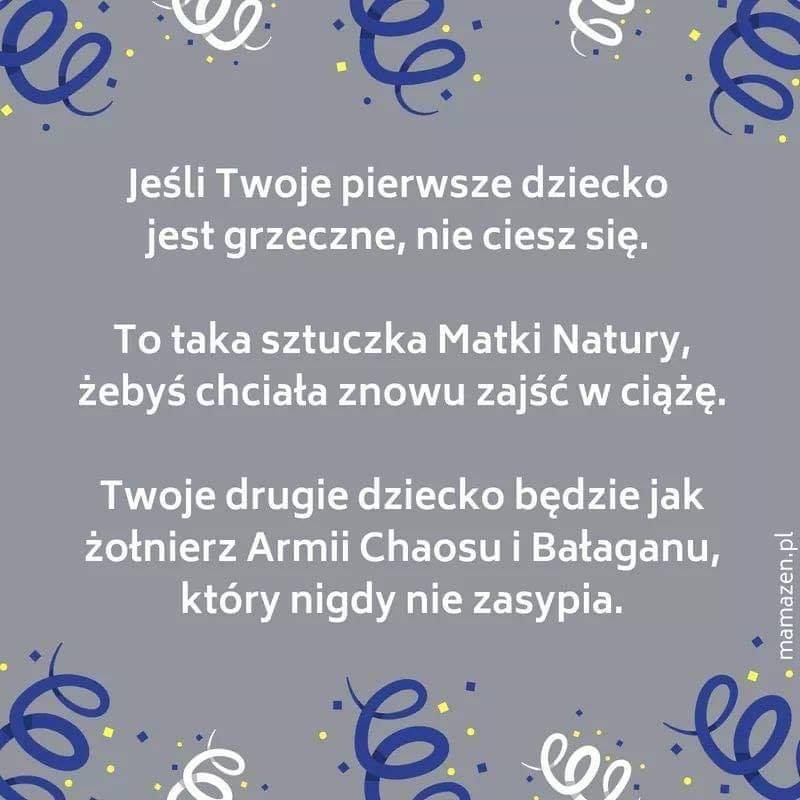 Jeśli Twoje pierwsze dziecko
jest grzeczne, nie ciesz się.
To taka sztuczka Matki Natury,
żebyś chciała znowu zajść w ciążę.
Twoje drugie dziecko będzie jak
żołnierz Armii Chaosu i Bałaganu,
który nigdy nie zasypia.
mamazen.pl